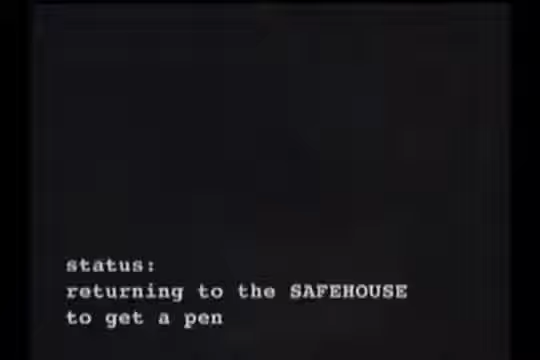 status:
returning to the SAFEHOUSE
to get a pen